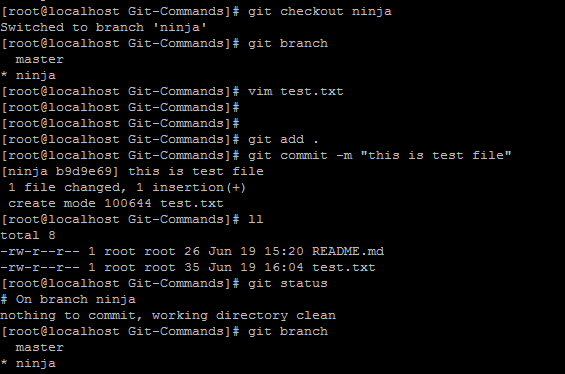 [root@localhost Git-Commands]# git checkout ninja
Switched to branch 'ninja'
[root@localhost Git-Commands]# git branch
  master
* ninja
[root@localhost Git-Commands]# vim test.txt
[root@localhost Git-Commands]#
[root@localhost Git-Commands]#
[root@localhost Git-Commands]# git add .
[root@localhost Git-Commands]# git commit -m "this is test file"
[ninja b9d9e69] this is test file
 1 file changed, 1 insertion(+)
 create mode 100644 test.txt
[root@localhost Git-Commands]# ll
total 8
-rw-r--r-- 1 root root 26 Jun 19 15:20 README.md
-rw-r--r-- 1 root root 35 Jun 19 16:04 test.txt
[root@localhost Git-Commands]# git status
# On branch ninja
nothing to commit, working directory clean
[root@localhost Git-Commands]# git branch
  master
* ninja